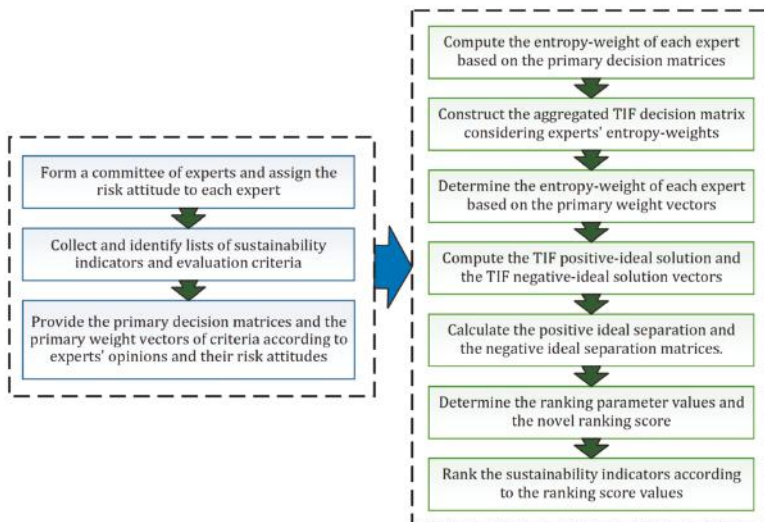 Form a committee of experts and assign the
risk attitude to each expert
Collect and identify lists of sustainability
indicators and evaluation criteria
Provide the primary decision matrices and the
primary weight vectors of criteria according to
experts' opinions and their risk attitudes
Compute the entropy-weight of each expert
based on the primary decision matrices
Construct the aggregated TIF decision matrix
considering experts' entropy-weights
Determine the entropy-weight of each expert
based on the primary weight vectors
Compute the TIF positive-ideal solution and
the TIF negative-ideal solution vectors
Calculate the positive ideal separation and
the negative ideal separation matrices.
Determine the ranking parameter values and
the novel ranking score
Rank the sustainability indicators according
to the ranking score values